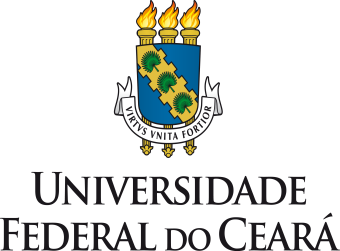 VIRTVS VNITA FORTIOR
UNIVERSIDADE
FEDERAL DO CEARÁ